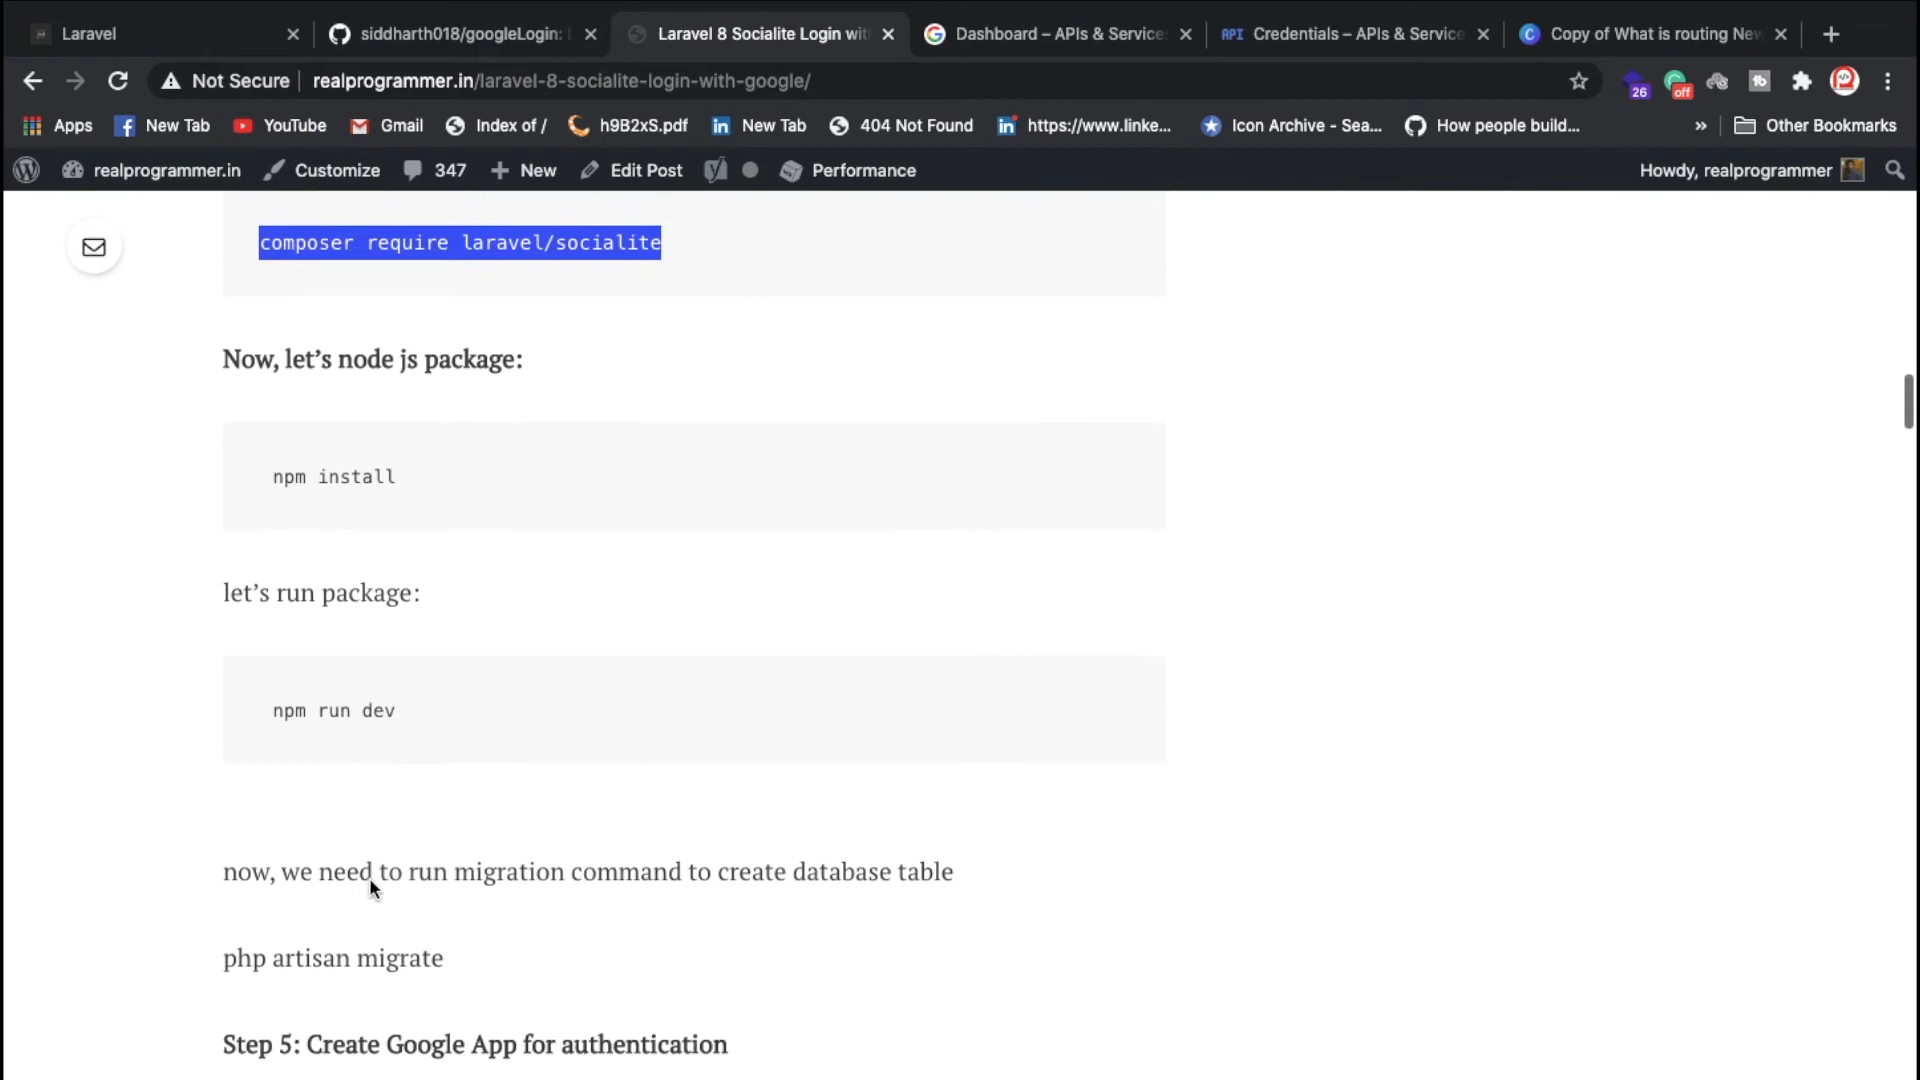 Laravel
siddharth018/googleLogin:
Laravel 8 Socialite Login wit
Dashboard – APIs & Service
API
Credentials – APIs & Service
Copy of What is routing New
Not Secure
realprogrammer.in/laravel-8-socialite-login-with-google/
26
off
tb
Apps
New Tab
YouTube
Gmail
Index of /
h9B2xS.pdf
New Tab
404 Not Found
https://www.linke...
Icon Archive - Sea...
How people build...
»
Other Bookmarks
realprogrammer.in
Customize
347
New
Edit Post
Performance
Howdy, realprogrammer
composer require laravel/socialite
Now, let’s node js package:
npm install
let’s run package:
npm run dev
now, we need to run migration command to create database table
php artisan migrate
Step 5: Create Google App for authentication